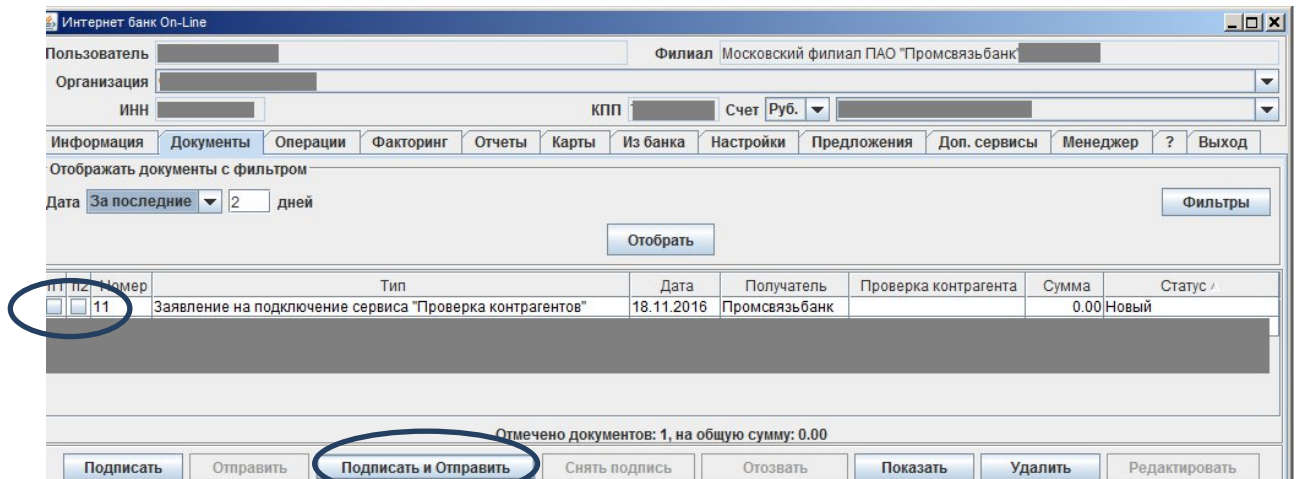 Интернет банк On-Line
Пользователь Филиал Московский филиал ПАО "Промсвязьбанк"
Организация
ИНН КПП Счет Руб.
Информация Документы Операции Факторинг Отчеты Карты Из банка Настройки Предложения Доп. сервисы Менеджер ? Выход
Отображать документы с фильтром
Дата За последние 2 дней Фильтры
Отобрать
П1 П2 Номер Тип Дата Получатель Проверка контрагента Сумма Статус
11 Заявление на подключение сервиса "Проверка контрагентов" 18.11.2016 Промсвязьбанк 0.00 Новый
Отмечено документов: 1, на общую сумму: 0.00
Подписать Отправить Подписать и Отправить Снять подпись Отозвать Показать Удалить Редактировать